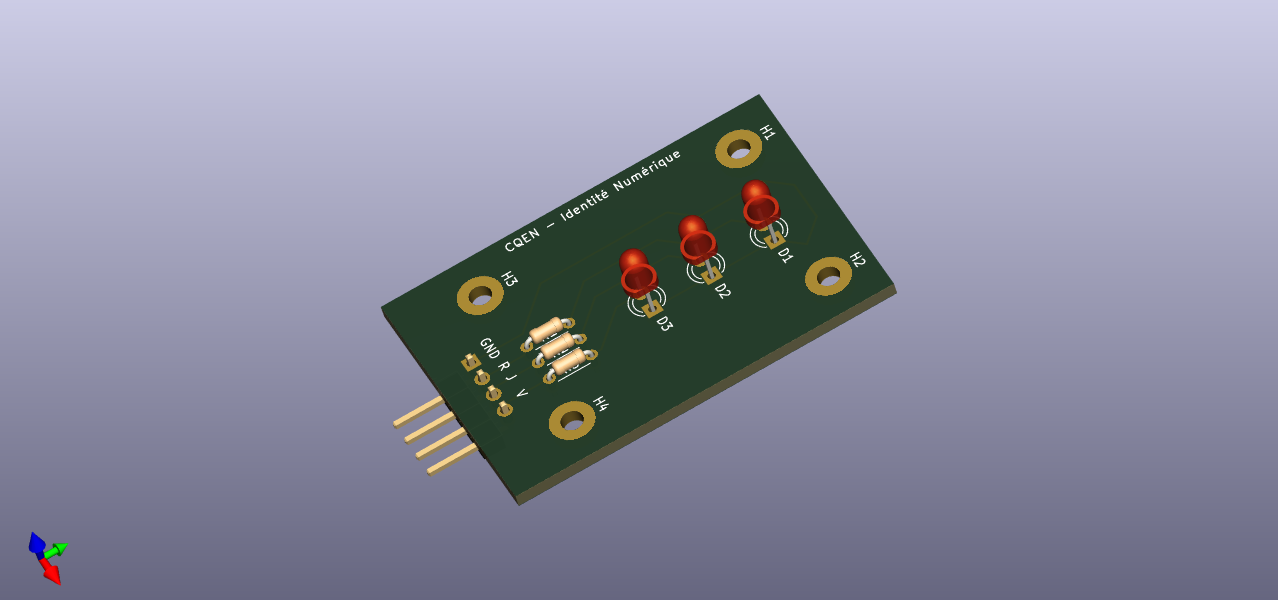 CQEN - Identité Numérique
H1
H2
H3
H4
D1
D2
D3
GND R J V